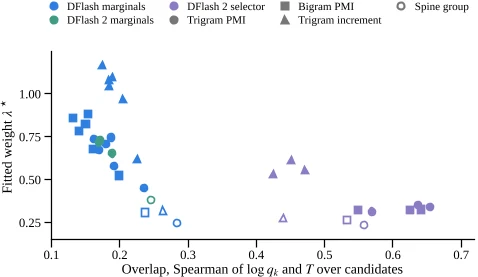 DFlash marginals
DFlash 2 selector
Bigram PMI
Spine group
DFlash 2 marginals
Trigram PMI
Trigram increment
Fitted weight λ*
1.00
0.75
0.50
0.25
0.1 0.2 0.3 0.4 0.5 0.6 0.7
Overlap, Spearman of log qₖ and T over candidates